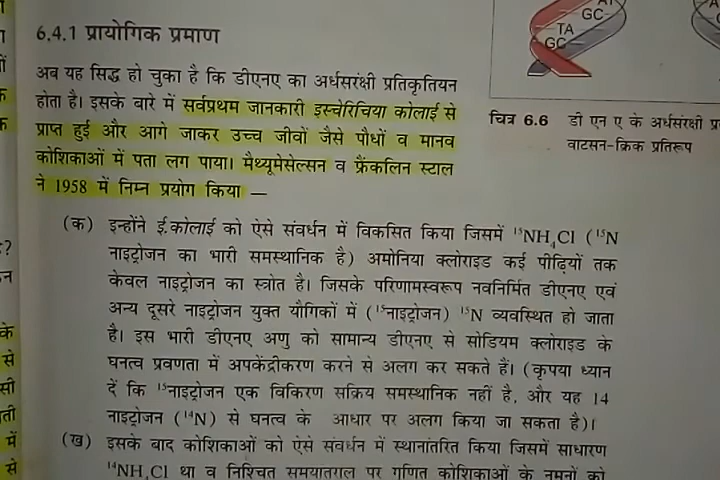 6.4.1 प्रायोगिक प्रमाण
अब यह सिद्ध हो चुका है कि डीएनए का अर्धसरंक्षी प्रतिकृतियन
होता है। इसके बारे में सर्वप्रथम जानकारी इस्चेरिचिया कोलाई से
प्राप्त हुई और आगे जाकर उच्च जीवों जैसे पौधों व मानव
कोशिकाओं में पता लग पाया। मैथ्यूमेसेल्सन व फ्रैंकलिन स्टाल
ने 1958 में निम्न प्रयोग किया —
(क) इन्होंने ई.कोलाई को ऐसे संवर्धन में विकसित किया जिसमें ¹⁵NH₄Cl (¹⁵N
नाइट्रोजन का भारी समस्थानिक है) अमोनिया क्लोराइड कई पीढ़ियों तक
केवल नाइट्रोजन का स्त्रोत है। जिसके परिणामस्वरूप नवनिर्मित डीएनए एवं
अन्य दूसरे नाइट्रोजन युक्त यौगिकों में (¹⁵नाइट्रोजन) ¹⁵N व्यवस्थित हो जाता
है। इस भारी डीएनए अणु को सामान्य डीएनए से सोडियम क्लोराइड के
घनत्व प्रवणता में अपकेंद्रीकरण करने से अलग कर सकते हैं। (कृपया ध्यान
दें कि ¹⁵नाइट्रोजन एक विकिरण सक्रिय समस्थानिक नहीं है, और यह 14
नाइट्रोजन (¹⁴N) से घनत्व के आधार पर अलग किया जा सकता है)।
(ख) इसके बाद कोशिकाओं को ऐसे संवर्धन में स्थानांतरित किया जिसमें साधारण
¹⁴NH₄Cl था व निश्चित समयातराल पर गुणित कोशिकाओं के नमूनों को
GC
TA
GC
चित्र 6.6 डी एन ए के अर्धसंरक्षी
वाटसन-क्रिक प्रतिरूप